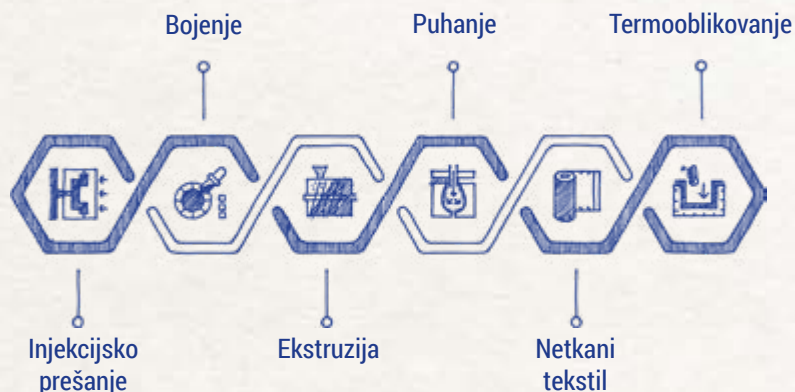 Bojenje
Puhanje
Termooblikovanje
Injekcijsko
prešanje
Ekstruzija
Netkani
tekstil